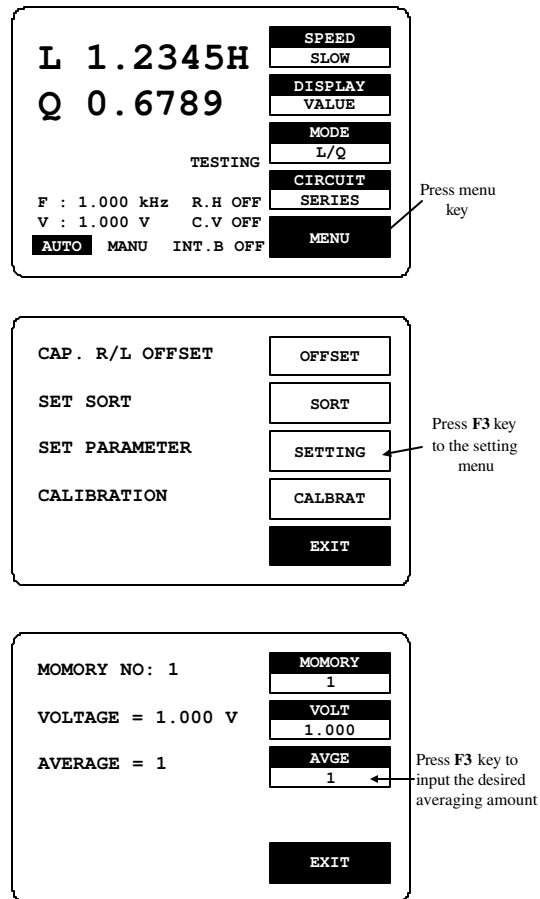 L 1.2345H
Q 0.6789
TESTING
F : 1.000 kHz R.H OFF
V : 1.000 V C.V OFF
AUTO MANU INT.B OFF
SPEED
SLOW
DISPLAY
VALUE
MODE
L/Q
CIRCUIT
SERIES
MENU
Press menu
key
CAP. R/L OFFSET
OFFSET
SET SORT
SORT
SET PARAMETER
SETTING
CALIBRATION
CALBRAT
EXIT
Press F3 key
to the setting
menu
MOMORY NO: 1
MOMORY
1
VOLTAGE = 1.000 V
VOLT
1.000
AVERAGE = 1
AVGE
1
EXIT
Press F3 key to
input the desired
averaging amount